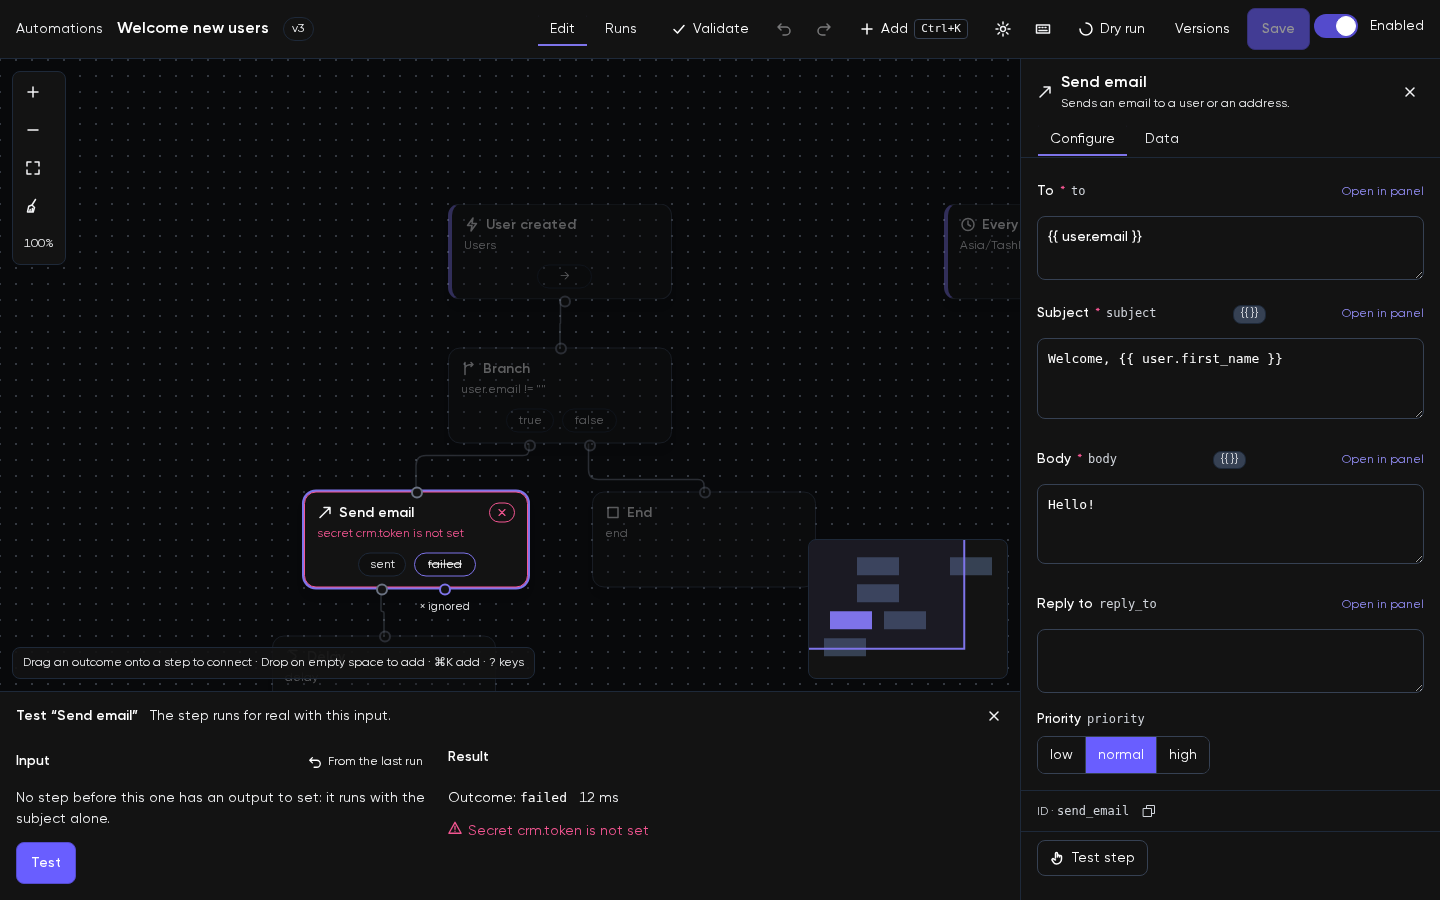 Automations Welcome new users v3 Edit Runs Validate Add Ctrl+K Dry run Versions Save Enabled
100%
User created
Users
→
Every
Branch
user.email != ""
true false
Send email
secret crm.token is not set
sent failed
× ignored
End
end
delay
Drag an outcome onto a step to connect · Drop on empty space to add · ⌘K add · ? keys
Test “Send email” The step runs for real with this input.
Input From the last run
No step before this one has an output to set: it runs with the
subject alone.
Test
Result
Outcome: failed 12 ms
Secret crm.token is not set
Send email
Sends an email to a user or an address.
Configure Data
To * to Open in panel
{{ user.email }}
Subject * subject {{ }} Open in panel
Welcome, {{ user.first_name }}
Body * body {{ }} Open in panel
Hello!
Reply to reply_to Open in panel
Priority priority
low normal high
ID · send_email
Test step